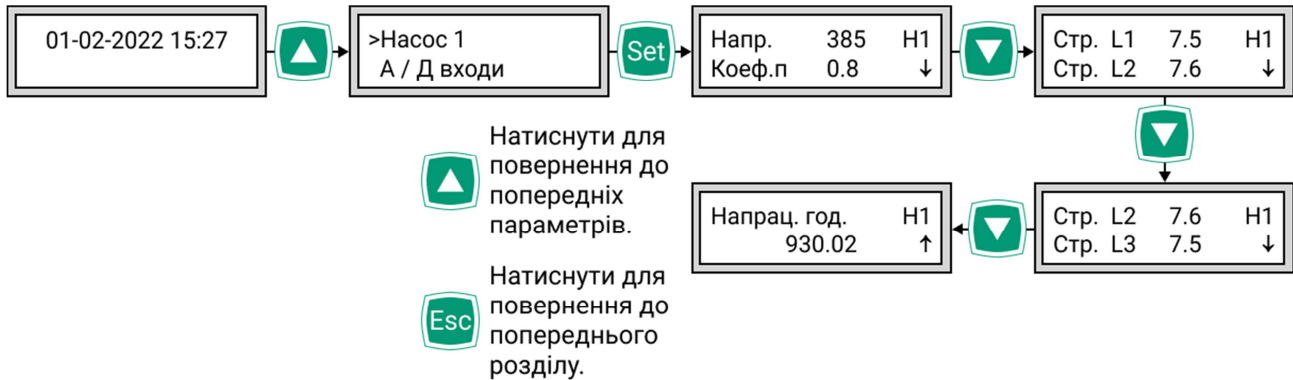 01-02-2022 15:27
>Насос 1
А / Д входи
Set
Напр. 385 Н1
Коеф.п 0.8 ↓
Стр. L1 7.5 Н1
Стр. L2 7.6 ↓
Стр. L2 7.6 Н1
Стр. L3 7.5 ↓
Напрац. год. Н1
930.02 ↑
Натиснути для
повернення до
попередніх
параметрів.
Esc
Натиснути для
повернення до
попереднього
розділу.